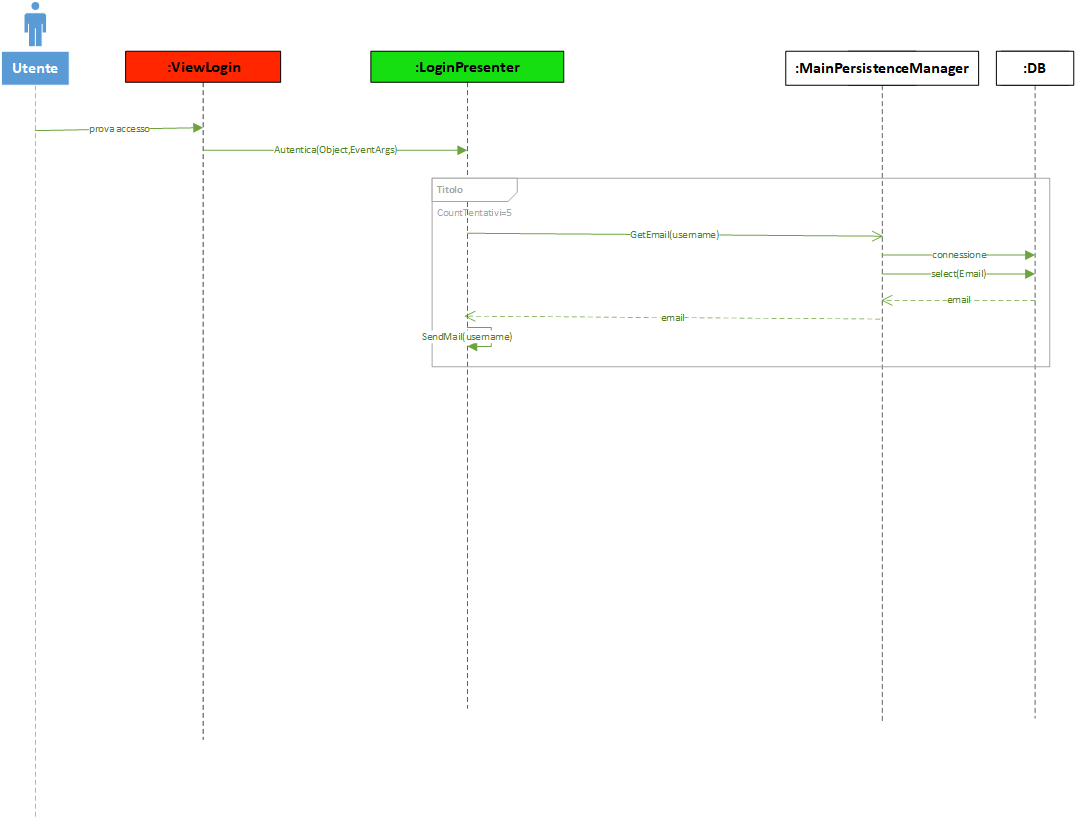 Utente
:ViewLogin
:LoginPresenter
:MainPersistenceManager
:DB
prova accesso
Autentica(Object,EventArgs)
Titolo
CountTentativi=5
GetEmail(username)
connessione
select(Email)
email
email
SendMail(username)